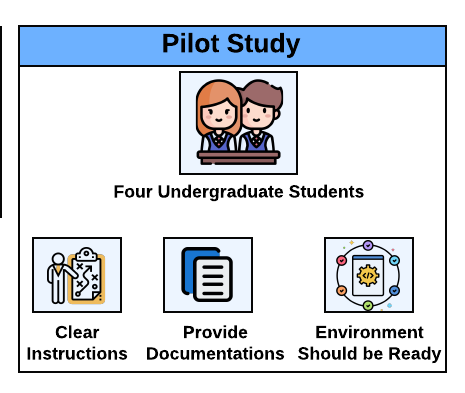 Pilot Study
Four Undergraduate Students
Clear
Instructions
Provide
Documentations
Environment
Should be Ready